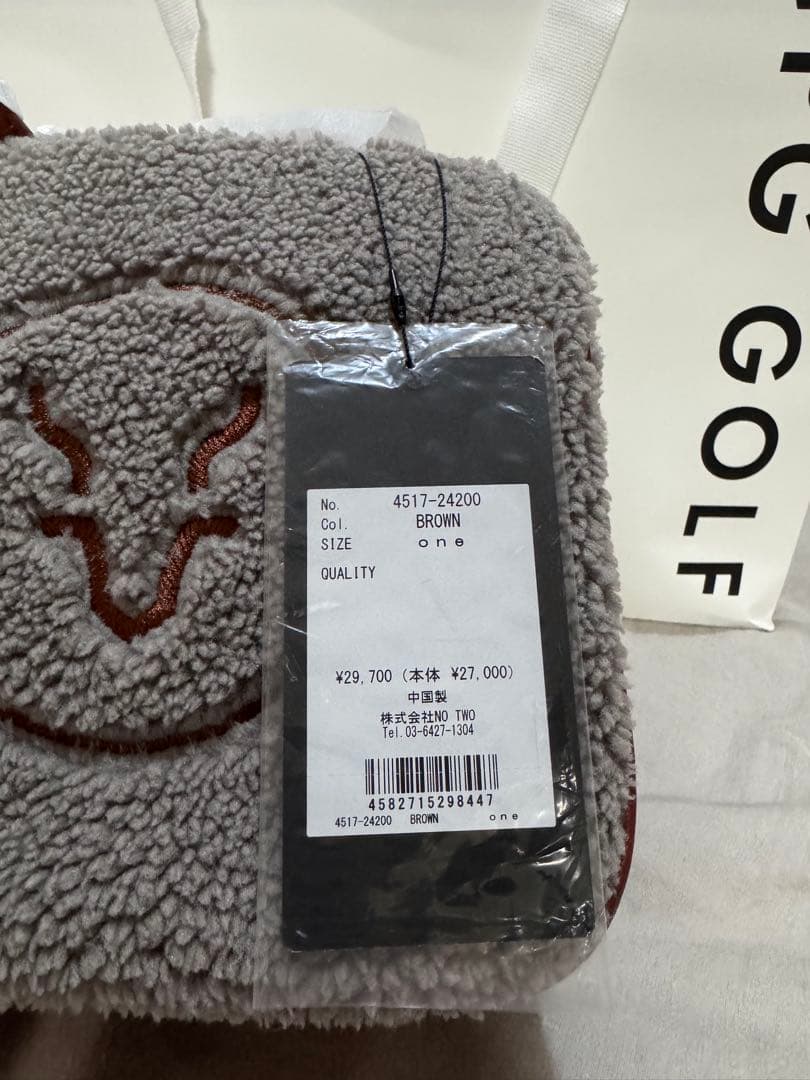 PG GOLF
No. 4517-24200
Col. BROWN
SIZE one
QUALITY
¥29,700 (本体 ¥27,000)
中国製
株式会社NO TWO
Tel.03-6427-1304
4582715298447
4517-24200 BROWN one